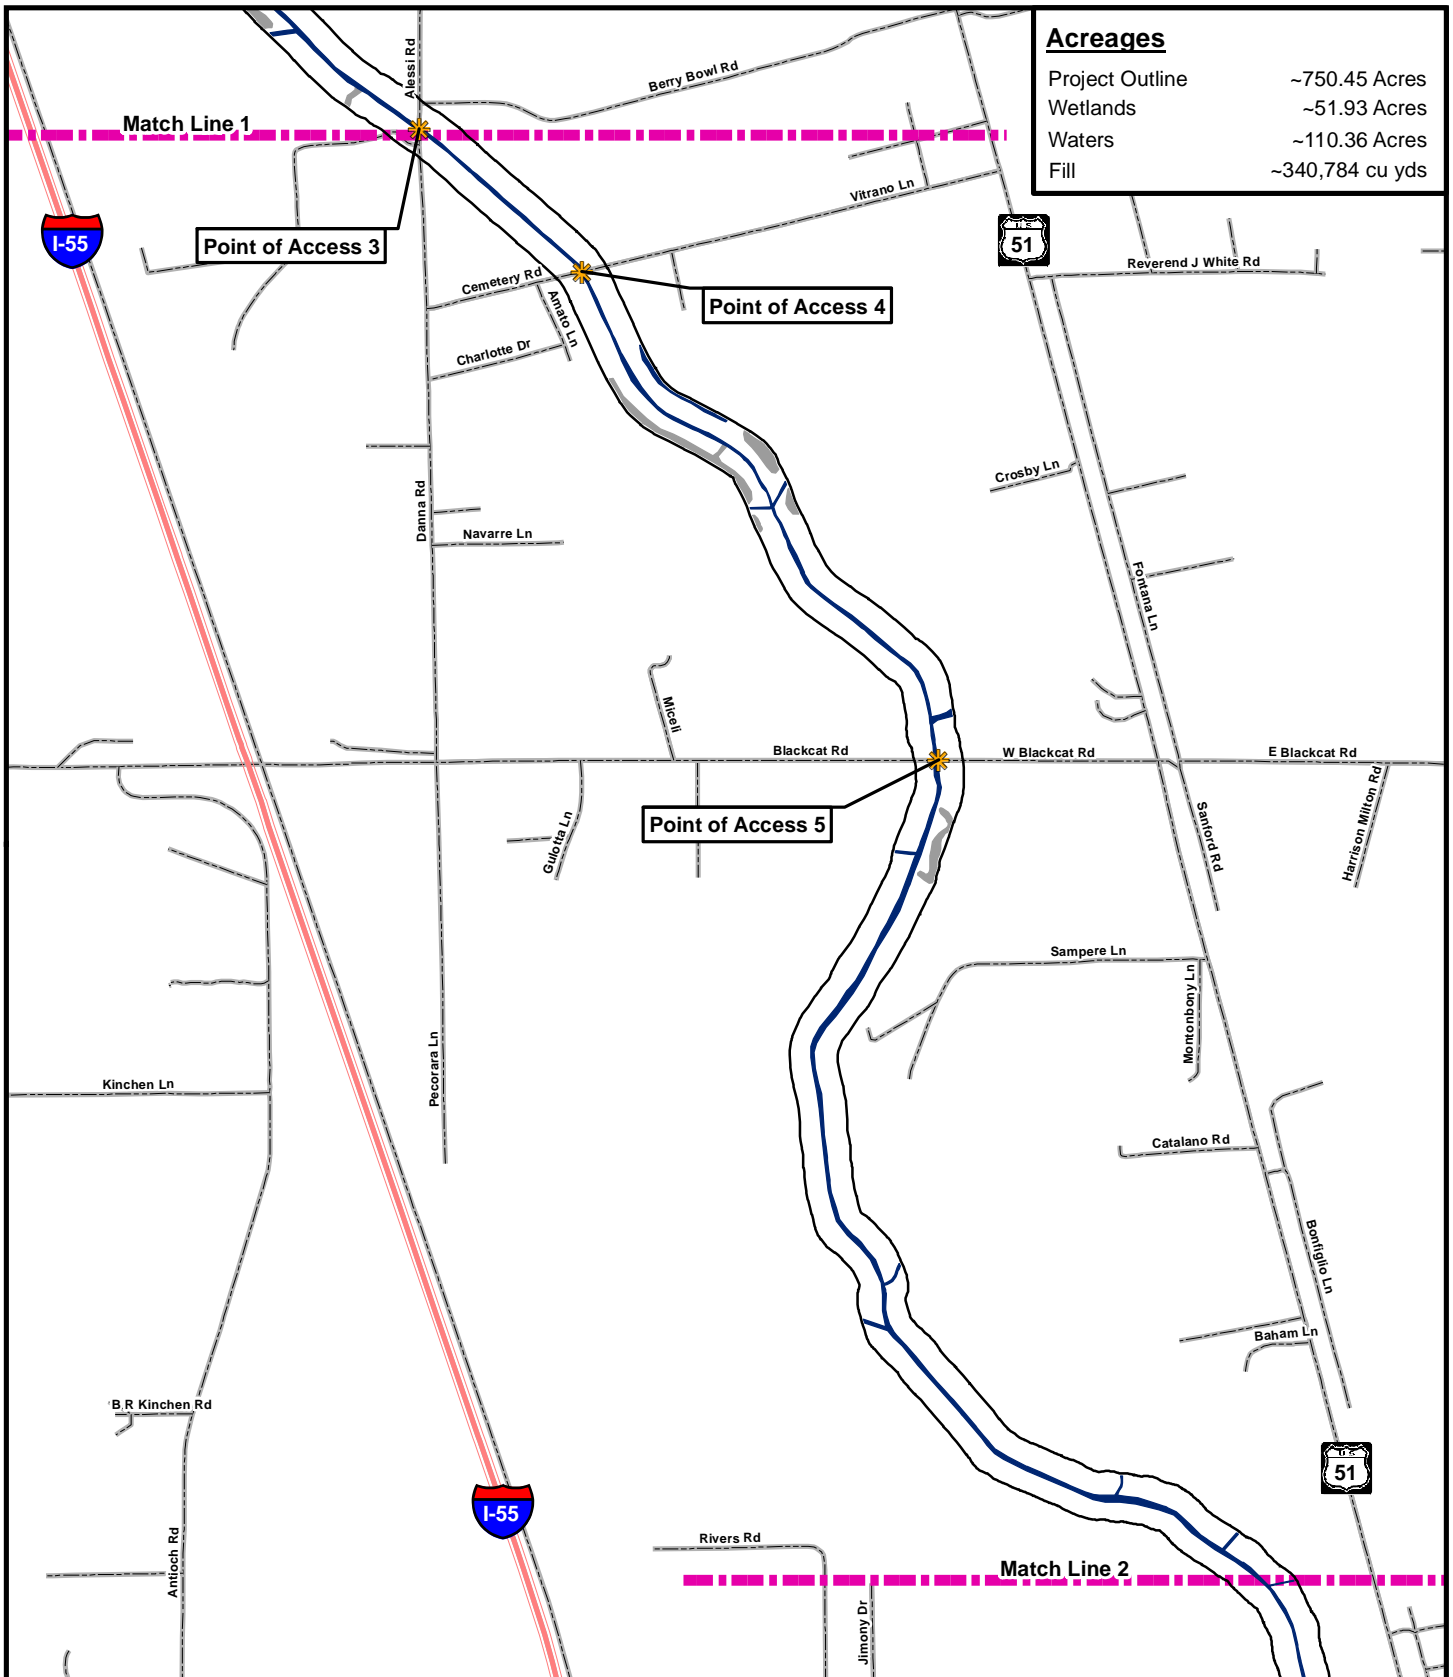 Acreages
Project Outline ~750.45 Acres
Wetlands ~51.93 Acres
Waters ~110.36 Acres
Fill ~340,784 cu yds
Alessi Rd
Berry Bowl Rd
Match Line 1
Vitrano Ln
I-55
Point of Access 3
U.S
51
Reverend J White Rd
Cemetery Rd
Amato Ln
Point of Access 4
Charlotte Dr
Crosby Ln
Danna Rd
Navarre Ln
Fontana Ln
Miceli
Blackcat Rd
W Blackcat Rd
E Blackcat Rd
Point of Access 5
Gulotta Ln
Sanford Rd
Harrison Milton Rd
Sampere Ln
Montonbony Ln
Pecorara Ln
Kinchen Ln
Catalano Rd
Bonfiglio Ln
Baham Ln
B R Kinchen Rd
U.S
51
I-55
Antioch Rd
Rivers Rd
Match Line 2
Jimony Dr